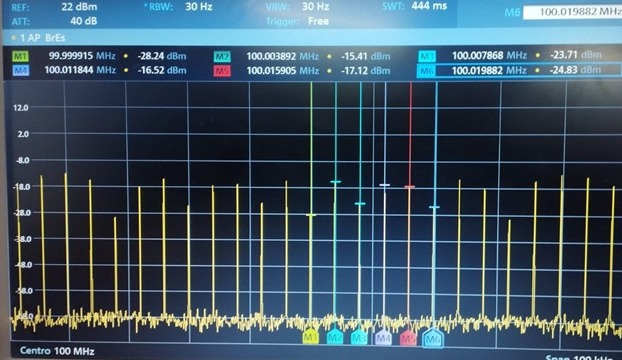 REF: 22 dBm *RBW: 30 Hz VBW: 30 Hz SWT: 444 ms M6 100.019882 MHz
ATT: 40 dB Trigger: Free
1 AP BrEs
M1 99.999915 MHz -28.24 dBm M2 100.003892 MHz -15.41 dBm M3 100.007868 MHz -23.71 dBm
M4 100.011844 MHz -16.52 dBm M5 100.015905 MHz -17.12 dBm M6 100.019882 MHz -24.83 dBm
12.0
2.0
-8.0
-18.0
-28.0
-38.0
-48.0
-58.0
M1 M2 M3 M4 M5 M6
Centro 100 MHz Span 100 kHz